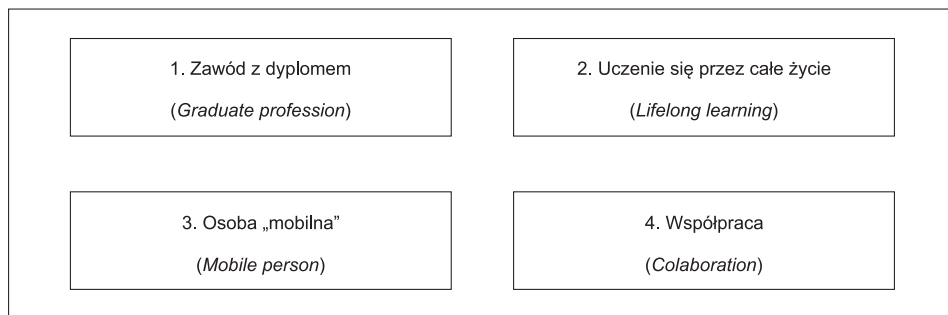 1. Zawód z dyplomem
(Graduate profession)
2. Uczenie się przez całe życie
(Lifelong learning)
3. Osoba „mobilna”
(Mobile person)
4. Współpraca
(Colaboration)